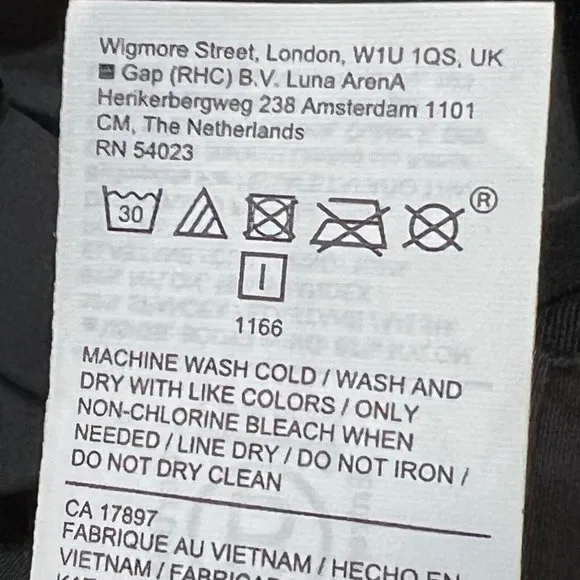 Wigmore Street, London, W1U 1QS, UK
Gap (RHC) B.V. Luna ArenA
Herikerbergweg 238 Amsterdam 1101
CM, The Netherlands
RN 54023
30 ®
1166
MACHINE WASH COLD / WASH AND
DRY WITH LIKE COLORS / ONLY
NON-CHLORINE BLEACH WHEN
NEEDED / LINE DRY / DO NOT IRON /
DO NOT DRY CLEAN
CA 17897
FABRIQUE AU VIETNAM / HECHO EN
VIETNAM /